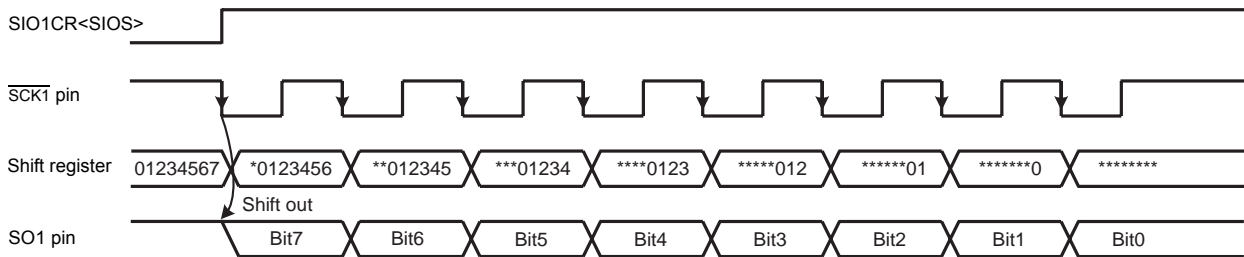 SIO1CR<SIOS>
SCK1 pin
Shift register 01234567 *0123456 **012345 ***01234 ****0123 *****012 ******01 *******0 ********
Shift out
SO1 pin Bit7 Bit6 Bit5 Bit4 Bit3 Bit2 Bit1 Bit0